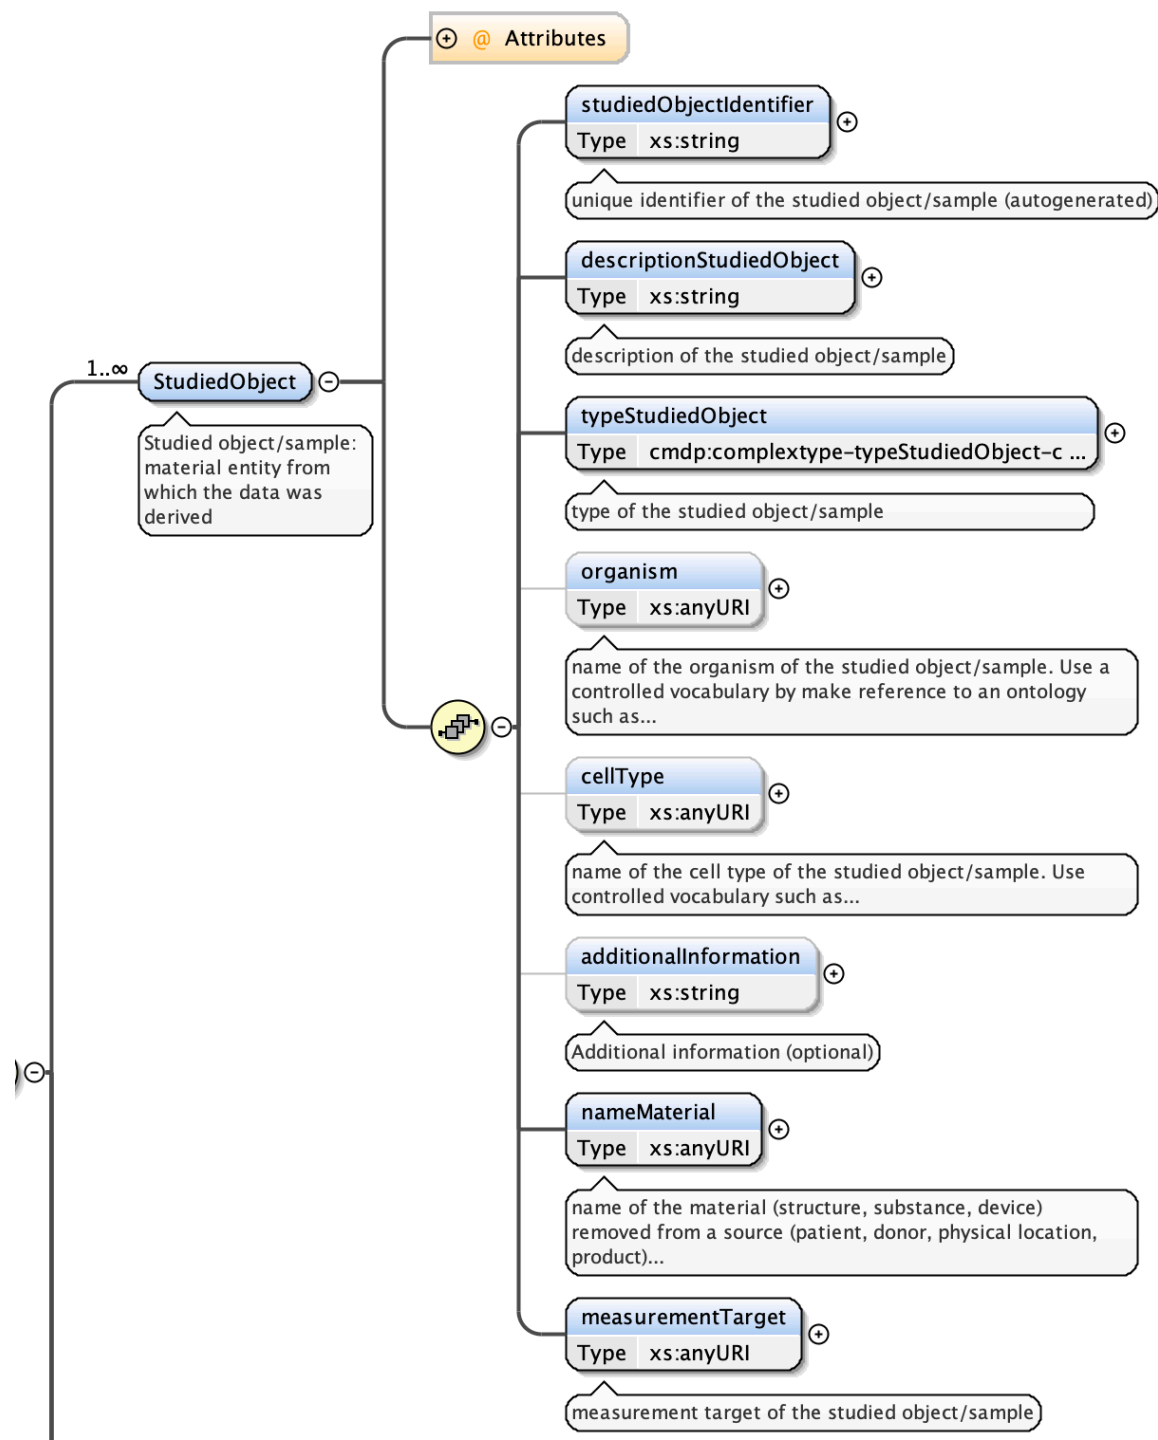 @ Attributes
studiedObjectIdentifier
Type xs:string
unique identifier of the studied object/sample (autogenerated)
descriptionStudiedObject
Type xs:string
description of the studied object/sample
1..∞
StudiedObject
Studied object/sample:
material entity from
which the data was
derived
typeStudiedObject
Type cmdp:complextype-typeStudiedObject-c ...
type of the studied object/sample
organism
Type xs:anyURI
name of the organism of the studied object/sample. Use a
controlled vocabulary by make reference to an ontology
such as...
cellType
Type xs:anyURI
name of the cell type of the studied object/sample. Use
controlled vocabulary such as...
additionalInformation
Type xs:string
Additional information (optional)
nameMaterial
Type xs:anyURI
name of the material (structure, substance, device)
removed from a source (patient, donor, physical location,
product)...
measurementTarget
Type xs:anyURI
measurement target of the studied object/sample